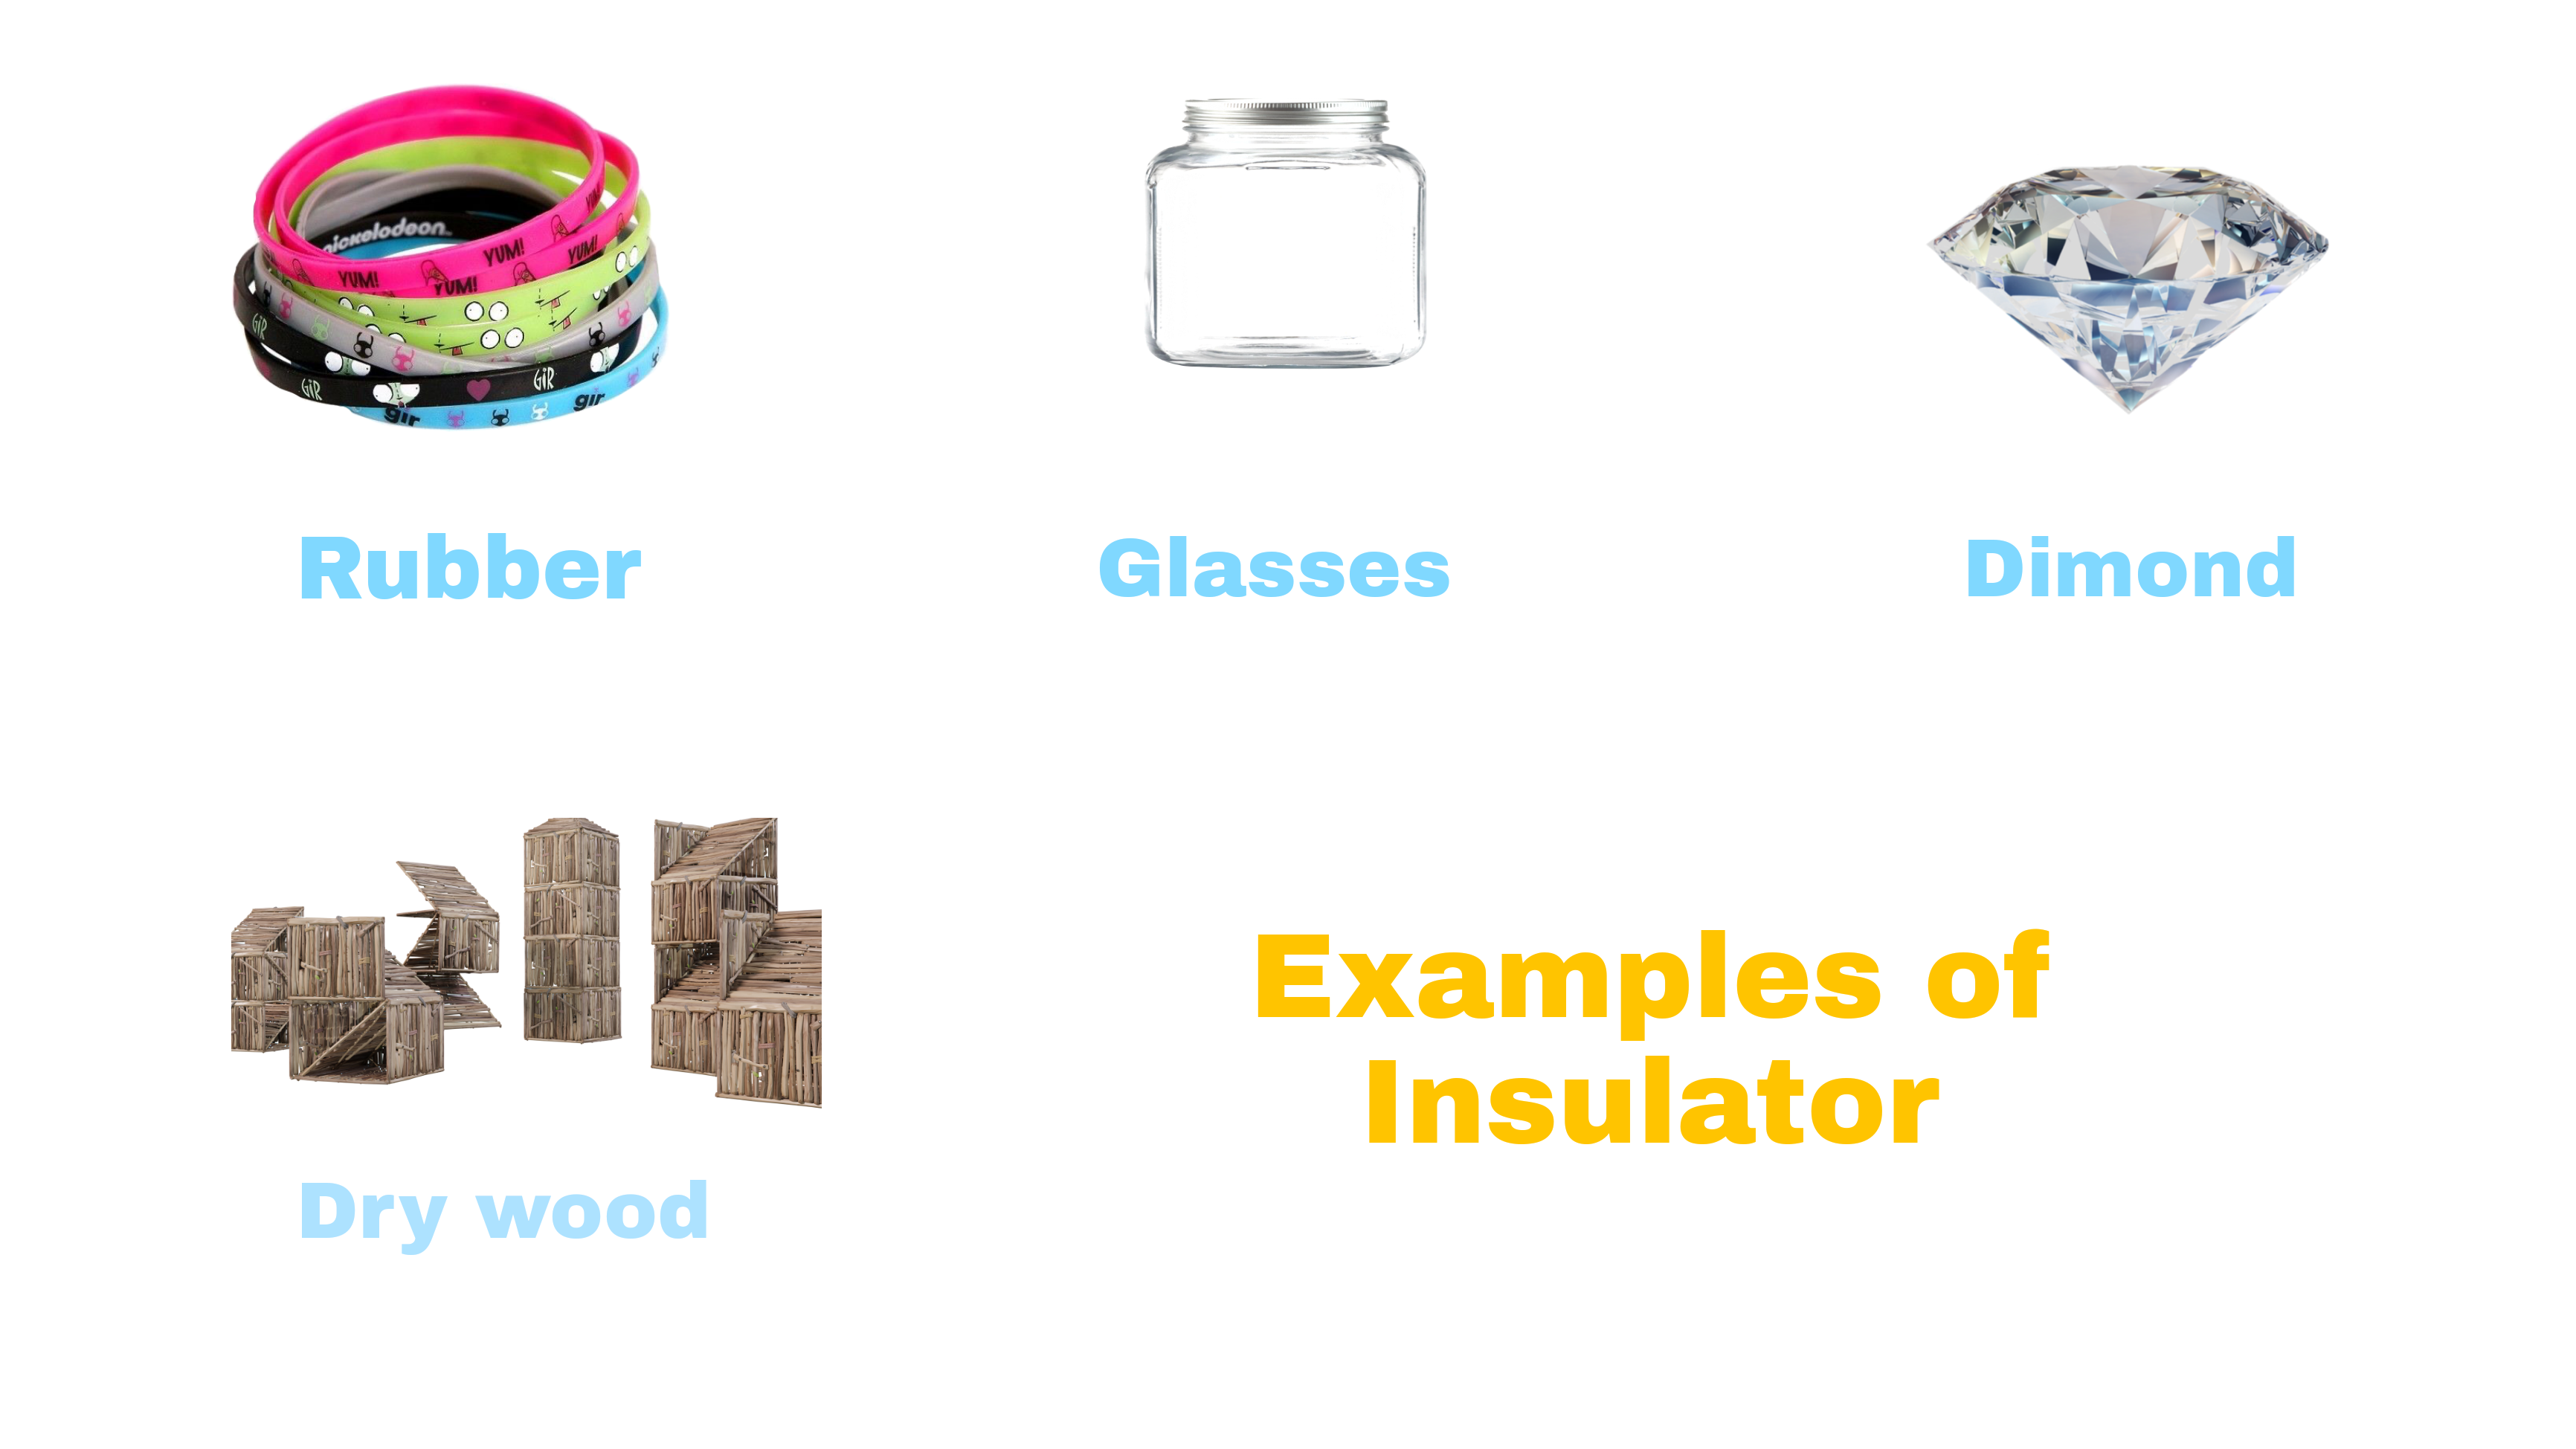 nickelodeon
YUM!
YUM!
YUM!
YUM!
GiR
GiR
GiR
gir
gir
Rubber
Glasses
Dimond
Examples of
Insulator
Dry wood